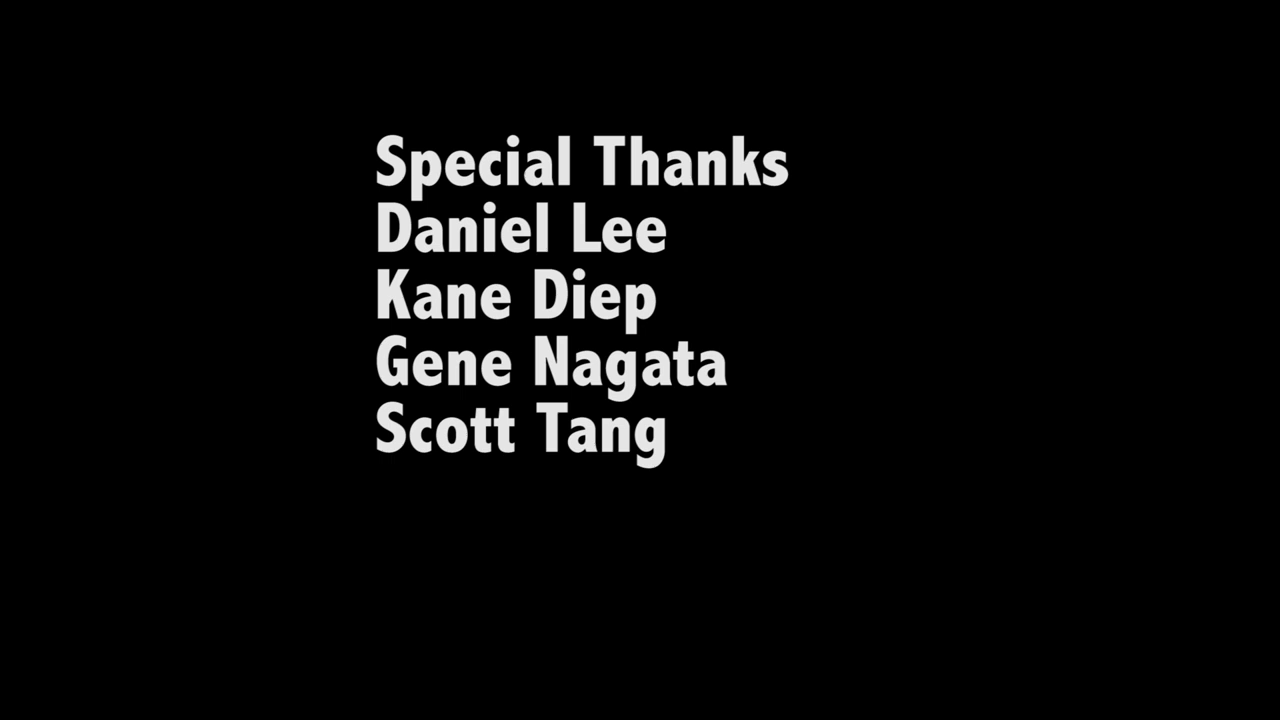 Special Thanks
Daniel Lee
Kane Diep
Gene Nagata
Scott Tang